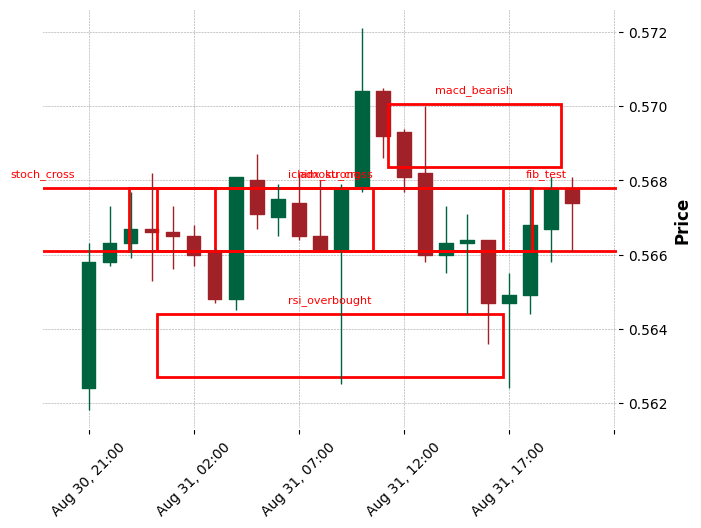 0.572
macd_bearish
0.570
stoch_cross
fib_test
0.568
Price
0.566
rsi_overbought
0.564
0.562
Aug 30, 21:00
Aug 31, 02:00
Aug 31, 07:00
Aug 31, 12:00
Aug 31, 17:00